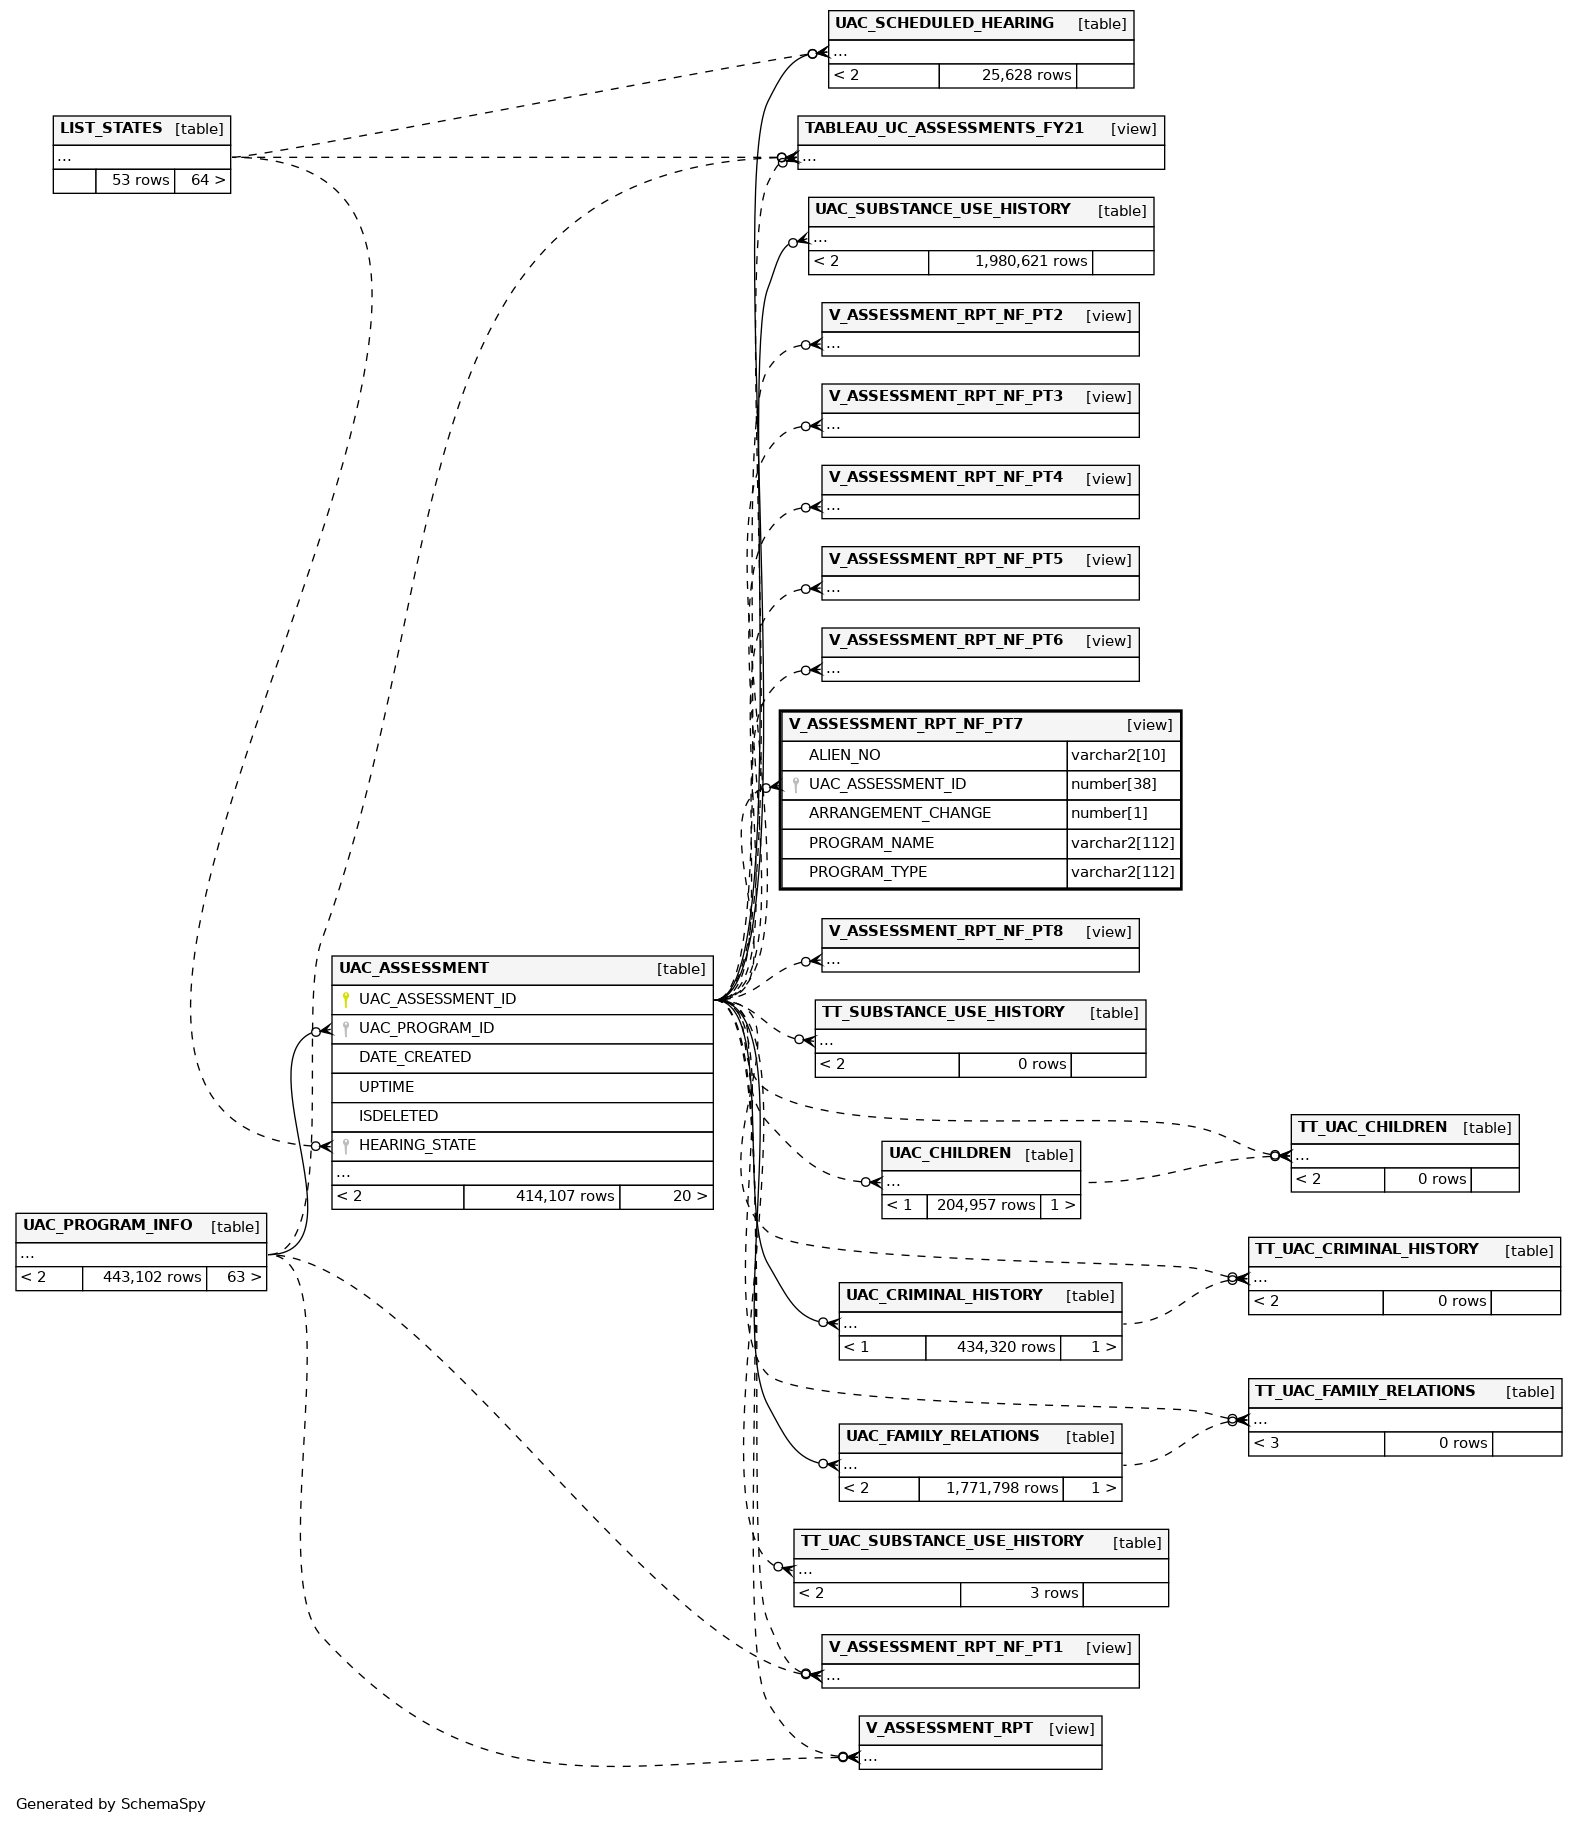 UAC_SCHEDULED_HEARING [table]
...
< 2 25,628 rows
LIST_STATES [table]
...
53 rows 64 >
TABLEAU_UC_ASSESSMENTS_FY21 [view]
...
UAC_SUBSTANCE_USE_HISTORY [table]
...
< 2 1,980,621 rows
V_ASSESSMENT_RPT_NF_PT2 [view]
...
V_ASSESSMENT_RPT_NF_PT3 [view]
...
V_ASSESSMENT_RPT_NF_PT4 [view]
...
V_ASSESSMENT_RPT_NF_PT5 [view]
...
V_ASSESSMENT_RPT_NF_PT6 [view]
...
V_ASSESSMENT_RPT_NF_PT7 [view]
ALIEN_NO varchar2[10]
UAC_ASSESSMENT_ID number[38]
ARRANGEMENT_CHANGE number[1]
PROGRAM_NAME varchar2[112]
PROGRAM_TYPE varchar2[112]
V_ASSESSMENT_RPT_NF_PT8 [view]
...
UAC_ASSESSMENT [table]
UAC_ASSESSMENT_ID
UAC_PROGRAM_ID
DATE_CREATED
UPTIME
ISDELETED
HEARING_STATE
...
< 2 414,107 rows 20 >
TT_SUBSTANCE_USE_HISTORY [table]
...
< 2 0 rows
TT_UAC_CHILDREN [table]
...
< 2 0 rows
UAC_CHILDREN [table]
...
< 1 204,957 rows 1 >
UAC_PROGRAM_INFO [table]
...
< 2 443,102 rows 63 >
TT_UAC_CRIMINAL_HISTORY [table]
...
< 2 0 rows
UAC_CRIMINAL_HISTORY [table]
...
< 1 434,320 rows 1 >
TT_UAC_FAMILY_RELATIONS [table]
...
< 3 0 rows
UAC_FAMILY_RELATIONS [table]
...
< 2 1,771,798 rows 1 >
TT_UAC_SUBSTANCE_USE_HISTORY [table]
...
< 2 3 rows
V_ASSESSMENT_RPT_NF_PT1 [view]
...
V_ASSESSMENT_RPT [view]
...
Generated by SchemaSpy